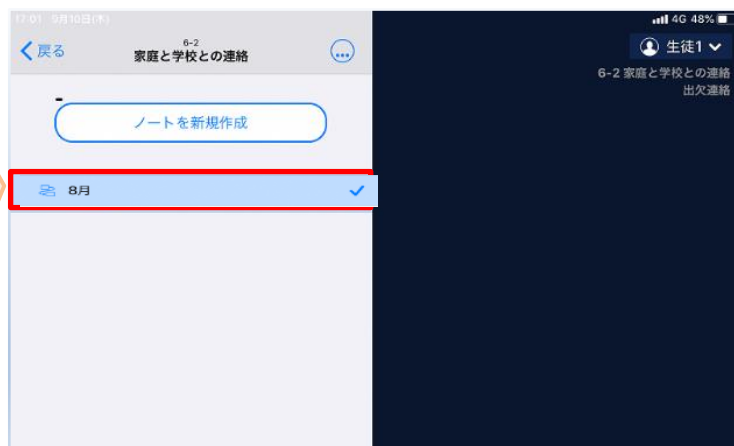 17:01 9月10日(木)
4G 48%
戻る
6-2
家庭と学校との連絡
生徒1
6-2 家庭と学校との連絡
出欠連絡
ノートを新規作成
8月